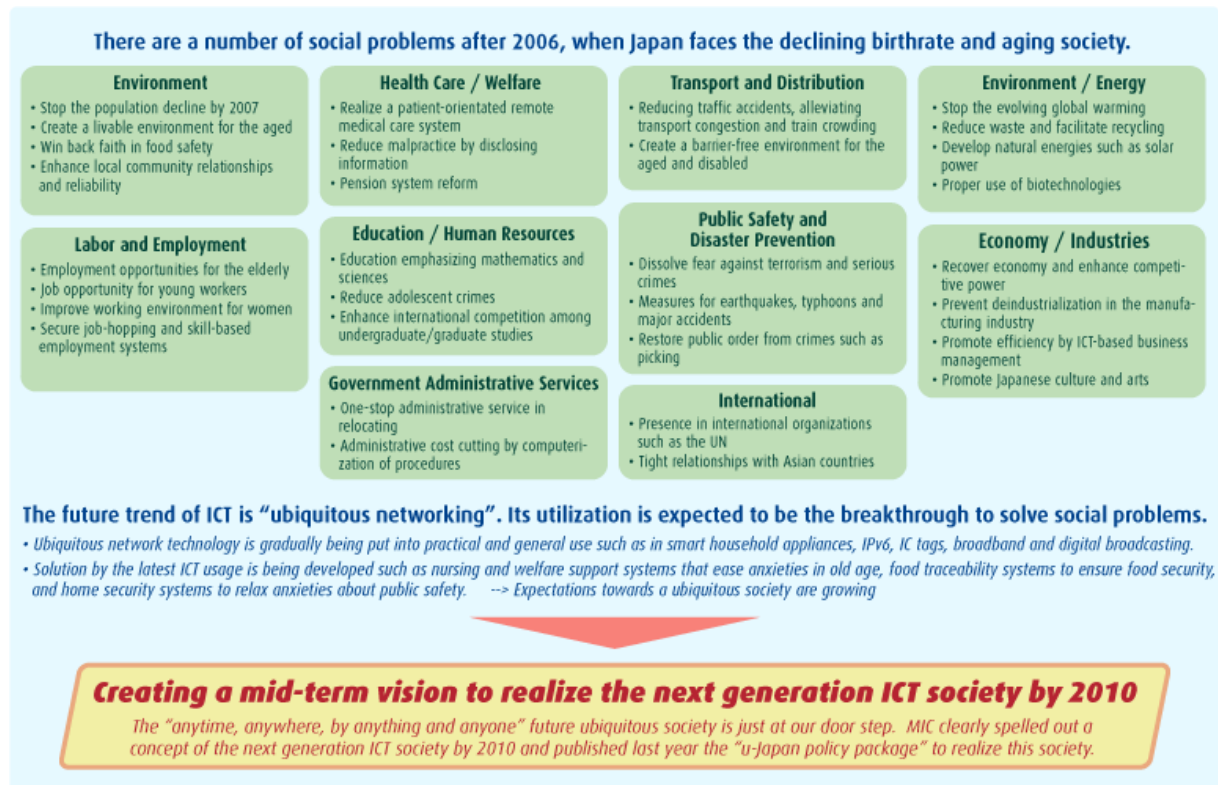 There are a number of social problems after 2006, when Japan faces the declining birthrate and aging society.
Environment
• Stop the population decline by 2007
• Create a livable environment for the aged
• Win back faith in food safety
• Enhance local community relationships
and reliability
Labor and Employment
• Employment opportunities for the elderly
• Job opportunity for young workers
• Improve working environment for women
• Secure job-hopping and skill-based
employment systems
Health Care / Welfare
• Realize a patient-orientated remote
medical care system
• Reduce malpractice by disclosing
information
• Pension system reform
Education / Human Resources
• Education emphasizing mathematics and
sciences
• Reduce adolescent crimes
• Enhance international competition among
undergraduate/graduate studies
Government Administrative Services
• One-stop administrative service in
relocating
• Administrative cost cutting by computeri-
zation of procedures
Transport and Distribution
• Reducing traffic accidents, alleviating
transport congestion and train crowding
• Create a barrier-free environment for the
aged and disabled
Public Safety and
Disaster Prevention
• Dissolve fear against terrorism and serious
crimes
• Measures for earthquakes, typhoons and
major accidents
• Restore public order from crimes such as
picking
International
• Presence in international organizations
such as the UN
• Tight relationships with Asian countries
Environment / Energy
• Stop the evolving global warming
• Reduce waste and facilitate recycling
• Develop natural energies such as solar
power
• Proper use of biotechnologies
Economy / Industries
• Recover economy and enhance competi-
tive power
• Prevent deindustrialization in the manufa-
cturing industry
• Promote efficiency by ICT-based business
management
• Promote Japanese culture and arts
The future trend of ICT is “ubiquitous networking”. Its utilization is expected to be the breakthrough to solve social problems.
• Ubiquitous network technology is gradually being put into practical and general use such as in smart household appliances, IPv6, IC tags, broadband and digital broadcasting.
• Solution by the latest ICT usage is being developed such as nursing and welfare support systems that ease anxieties in old age, food traceability systems to ensure food security,
and home security systems to relax anxieties about public safety. --> Expectations towards a ubiquitous society are growing
Creating a mid-term vision to realize the next generation ICT society by 2010
The “anytime, anywhere, by anything and anyone” future ubiquitous society is just at our door step. MIC clearly spelled out a
concept of the next generation ICT society by 2010 and published last year the “u-Japan policy package” to realize this society.